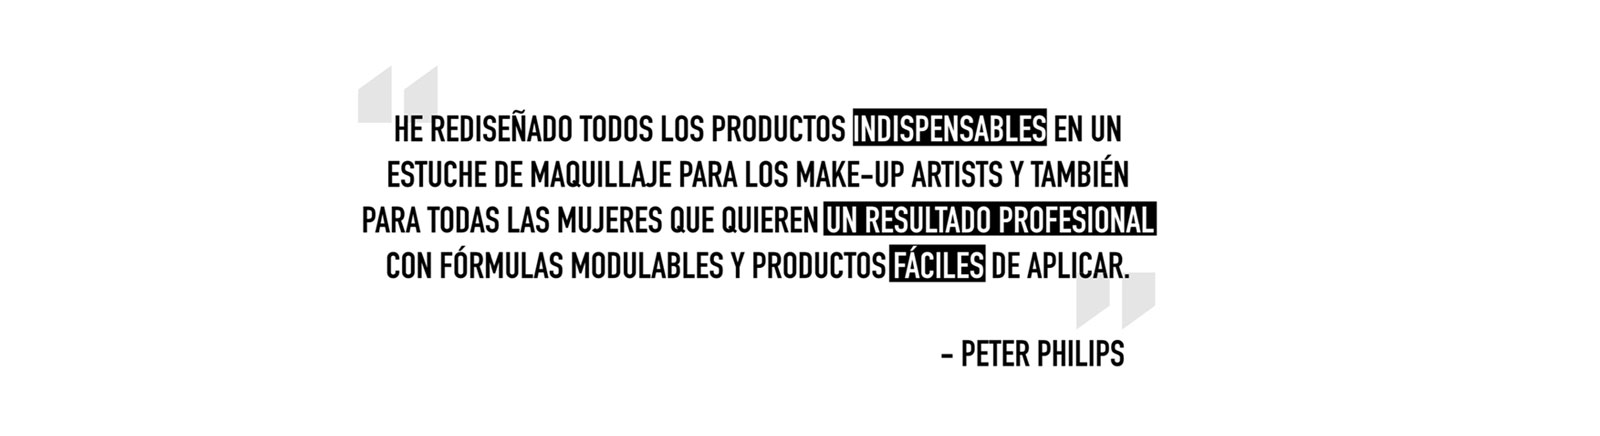 HE REDISEÑADO TODOS LOS PRODUCTOS INDISPENSABLES EN UN
ESTUCHE DE MAQUILLAJE PARA LOS MAKE-UP ARTISTS Y TAMBIÉN
PARA TODAS LAS MUJERES QUE QUIEREN UN RESULTADO PROFESIONAL
CON FÓRMULAS MODULABLES Y PRODUCTOS FÁCILES DE APLICAR.
- PETER PHILIPS